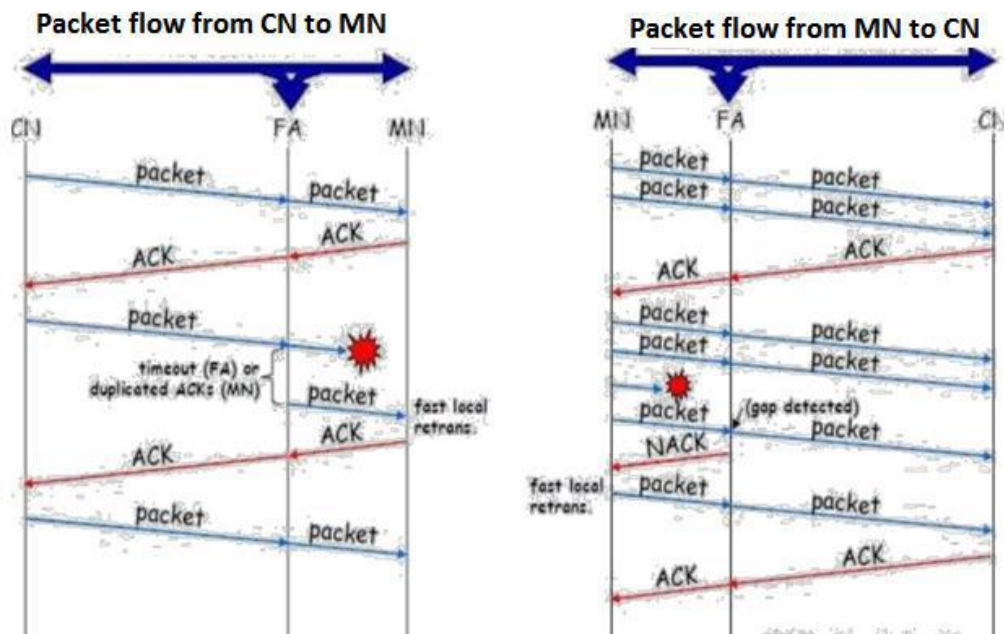 Packet flow from CN to MN
CN
FA
MN
packet
packet
ACK
ACK
packet
timeout (FA) or
duplicated ACKs (MN)
packet
fast local
retrans.
ACK
ACK
packet
packet
Packet flow from MN to CN
MN
FA
CN
packet
packet
packet
packet
ACK
ACK
packet
packet
packet
packet
packet
(gap detected)
packet
NACK
fast local
retrans.
packet
packet
ACK
ACK